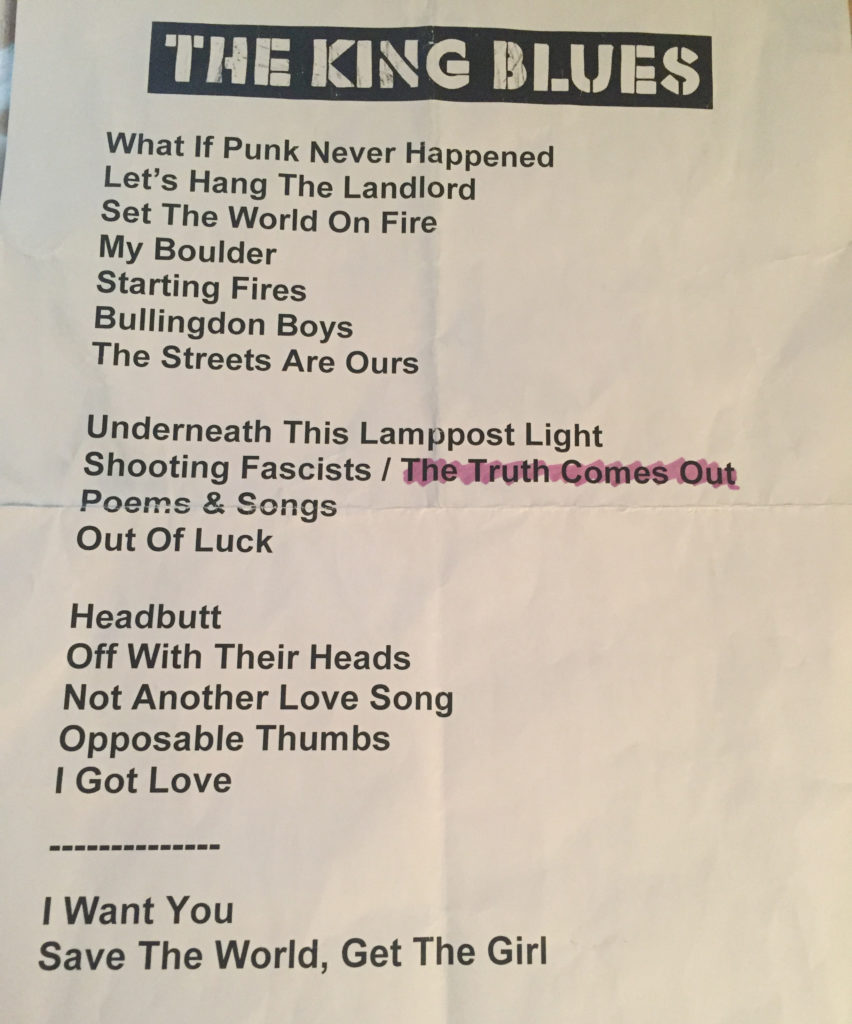 THE KING BLUES
What If Punk Never Happened
Let's Hang The Landlord
Set The World On Fire
My Boulder
Starting Fires
Bullingdon Boys
The Streets Are Ours
Underneath This Lamppost Light
Shooting Fascists / The Truth Comes Out
Poems & Songs
Out Of Luck
Headbutt
Off With Their Heads
Not Another Love Song
Opposable Thumbs
I Got Love
--------------
I Want You
Save The World, Get The Girl